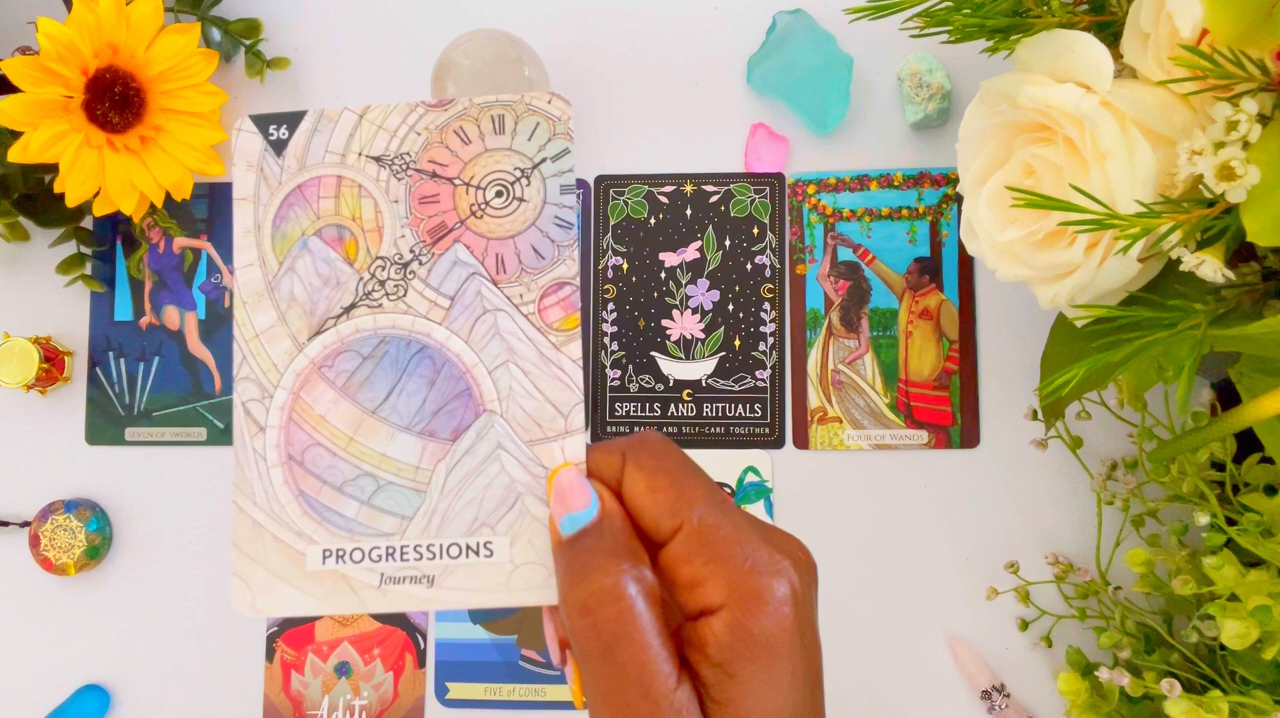 56
PROGRESSIONS
Journey
SEVEN OF SWORDS
SPELLS AND RITUALS
BRING MAGIC AND SELF-CARE TOGETHER
FOUR OF WANDS
Aditi
FIVE of COINS